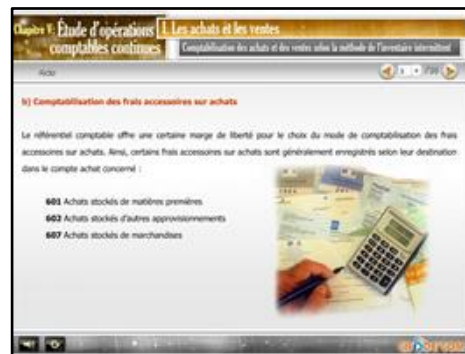 Chapitre V: Étude d'opérations
comptables continues
I. Les achats et les ventes
Comptabilisation des achats et des ventes selon la méthode de l'inventaire intermittent
Aide
b) Comptabilisation des frais accessoires sur achats
Le référentiel comptable offre une certaine marge de liberté pour le choix du mode de comptabilisation des frais
accessoires sur achats. Ainsi, certains frais accessoires sur achats sont généralement enregistrés selon leur destination
dans le compte achat concerné :
601 Achats stockés de matières premières
602 Achats stockés d'autres approvisionnements
607 Achats stockés de marchandises